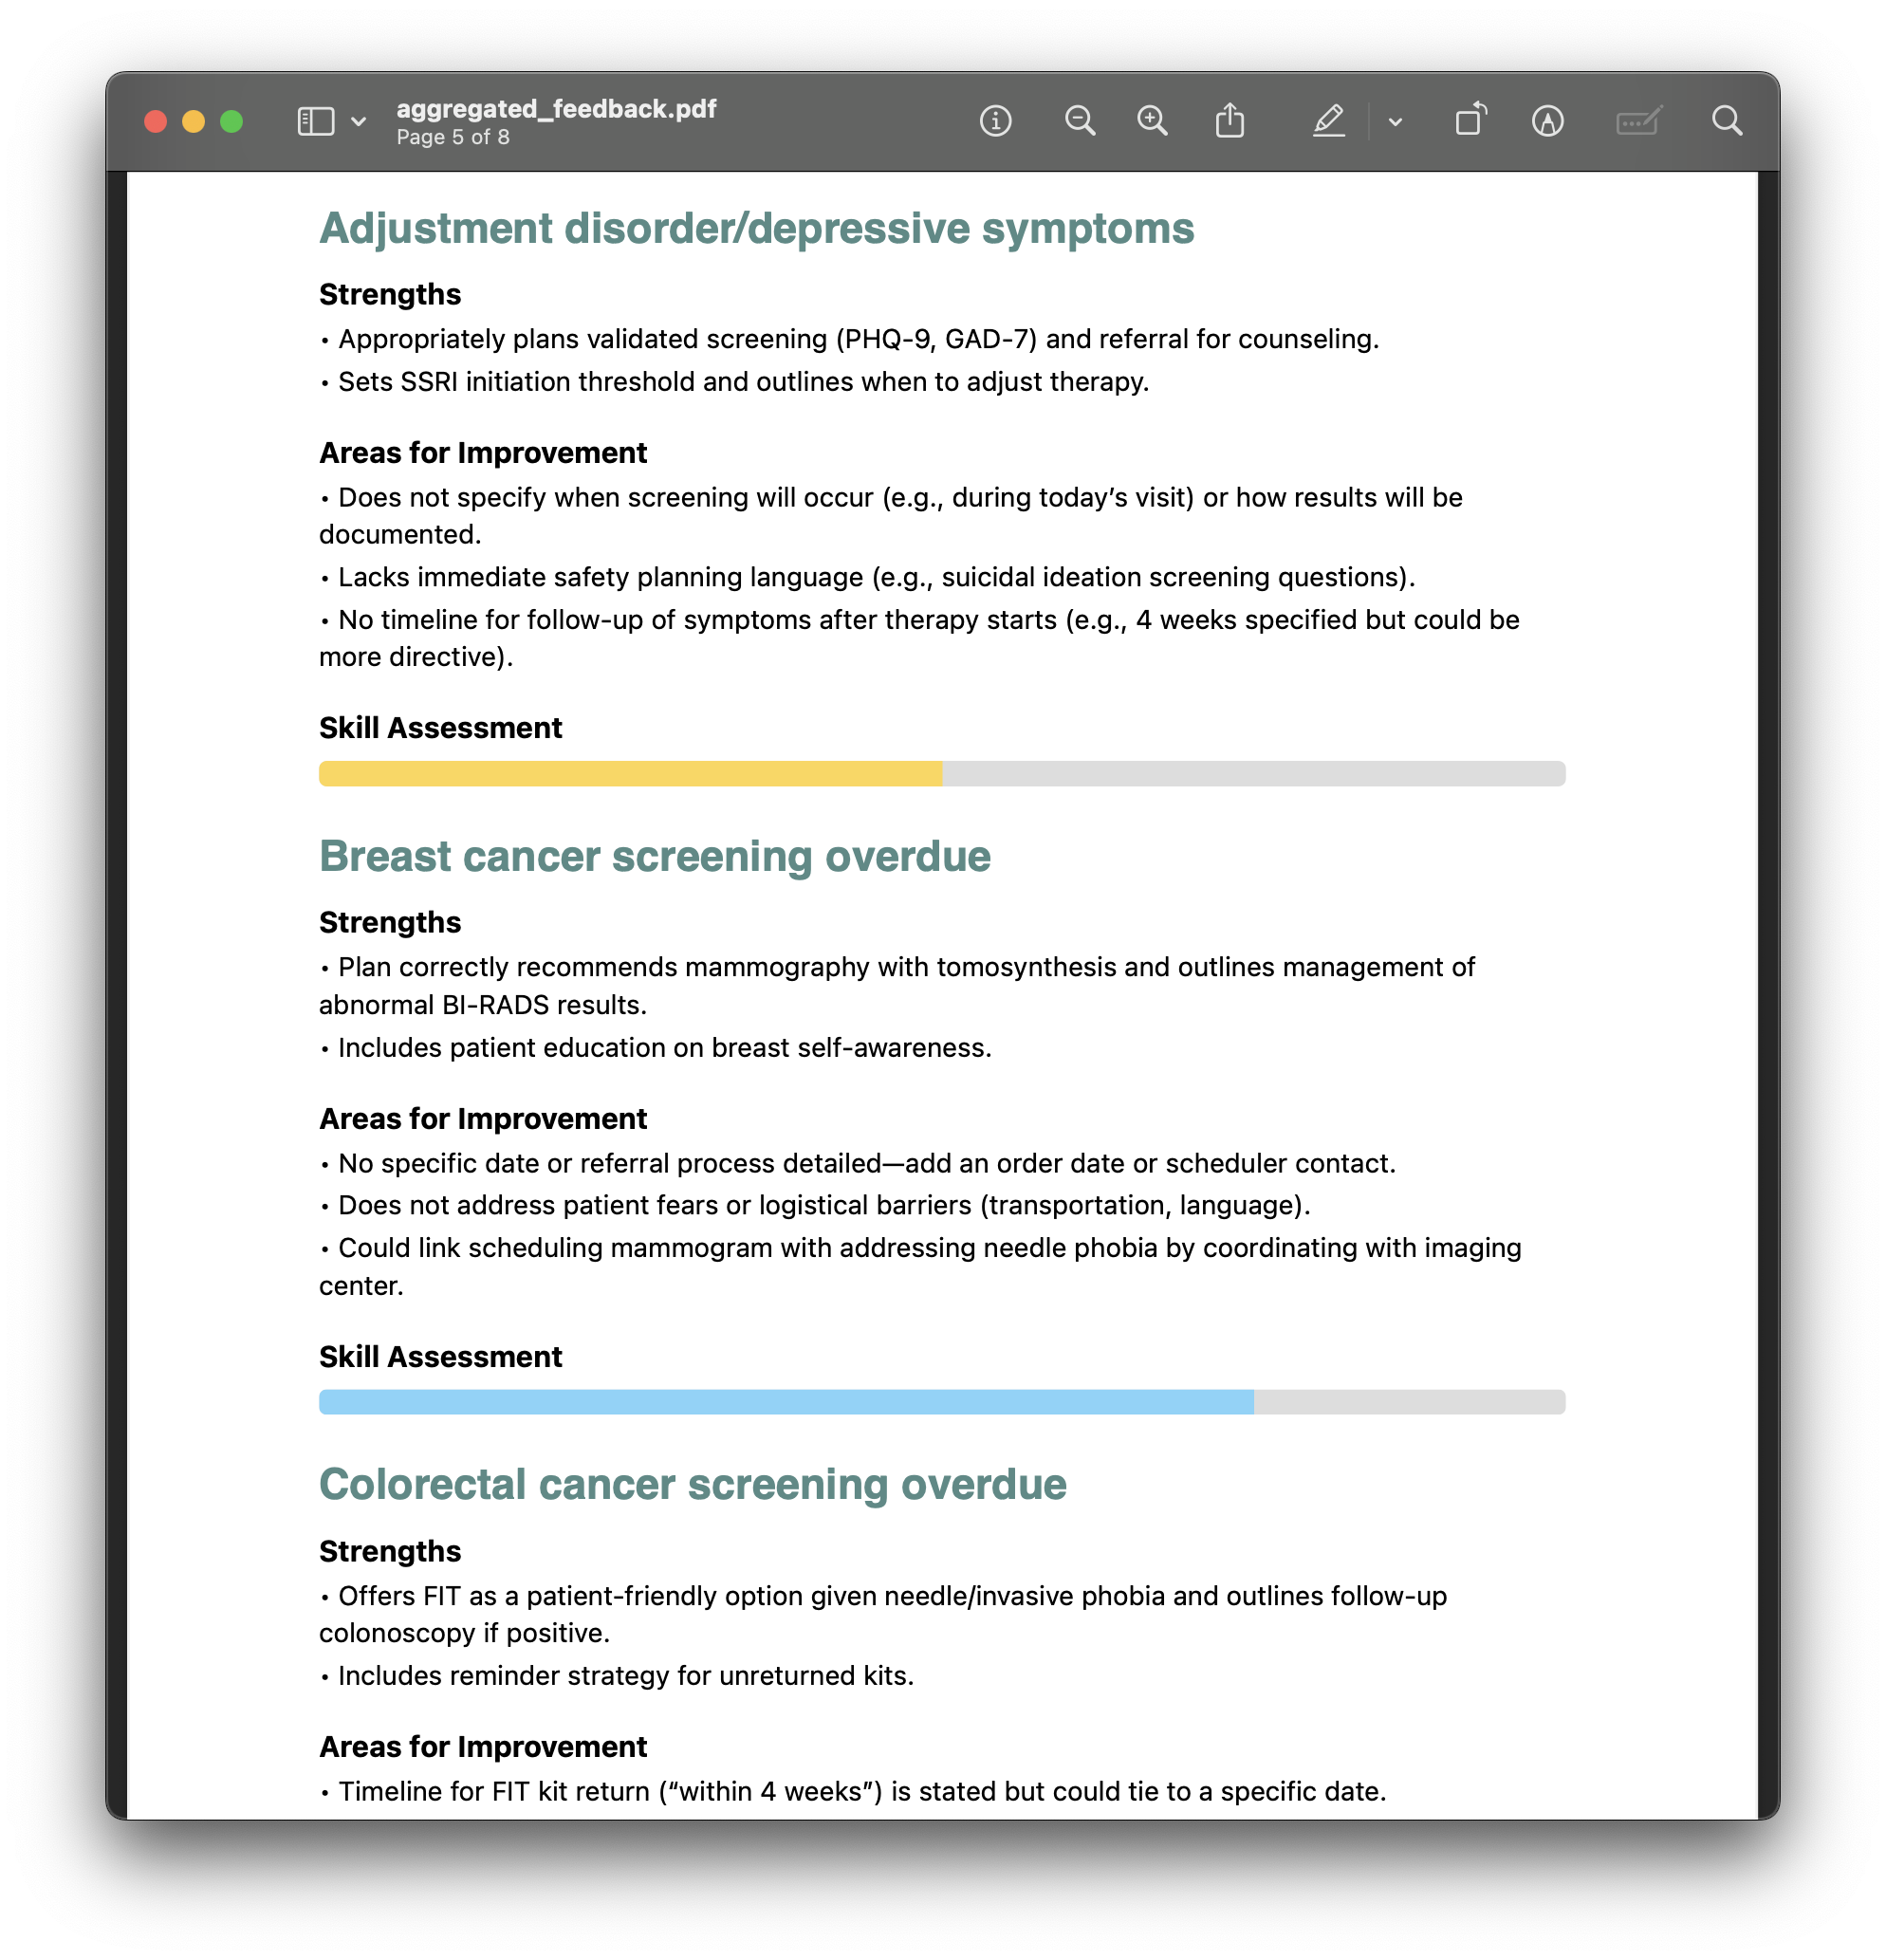 aggregated_feedback.pdf
Page 5 of 8
Adjustment disorder/depressive symptoms
Strengths
• Appropriately plans validated screening (PHQ-9, GAD-7) and referral for counseling.
• Sets SSRI initiation threshold and outlines when to adjust therapy.
Areas for Improvement
• Does not specify when screening will occur (e.g., during today’s visit) or how results will be
documented.
• Lacks immediate safety planning language (e.g., suicidal ideation screening questions).
• No timeline for follow-up of symptoms after therapy starts (e.g., 4 weeks specified but could be
more directive).
Skill Assessment
Breast cancer screening overdue
Strengths
• Plan correctly recommends mammography with tomosynthesis and outlines management of
abnormal BI-RADS results.
• Includes patient education on breast self-awareness.
Areas for Improvement
• No specific date or referral process detailed—add an order date or scheduler contact.
• Does not address patient fears or logistical barriers (transportation, language).
• Could link scheduling mammogram with addressing needle phobia by coordinating with imaging
center.
Skill Assessment
Colorectal cancer screening overdue
Strengths
• Offers FIT as a patient-friendly option given needle/invasive phobia and outlines follow-up
colonoscopy if positive.
• Includes reminder strategy for unreturned kits.
Areas for Improvement
• Timeline for FIT kit return (“within 4 weeks”) is stated but could tie to a specific date.